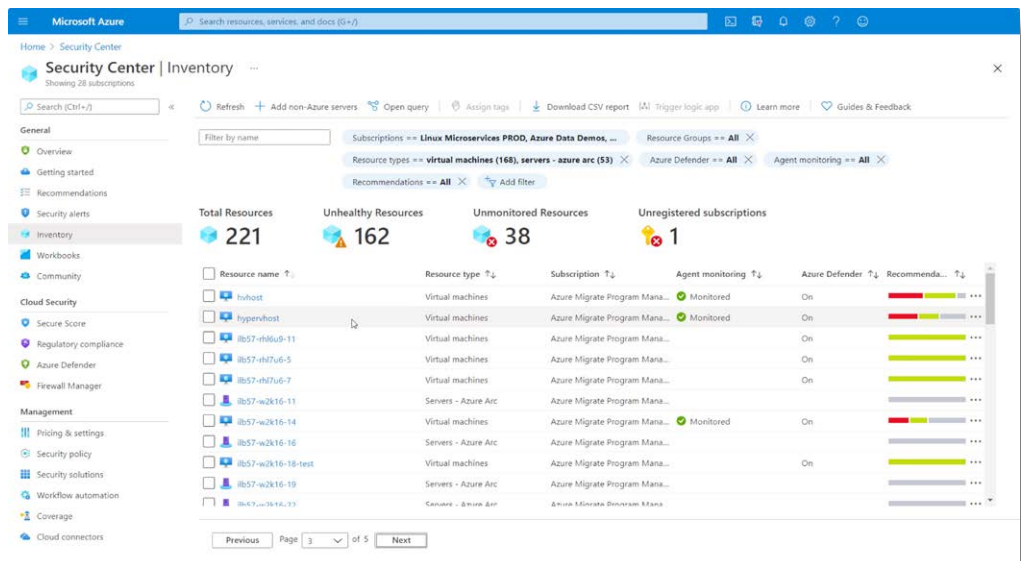 Microsoft Azure
Search resources, services, and docs (G+/)
Home > Security Center
Security Center | Inventory ...
Showing 28 subscriptions
Search (Ctrl+/)
General
Overview
Getting started
Recommendations
Security alerts
Inventory
Workbooks
Community
Cloud Security
Secure Score
Regulatory compliance
Azure Defender
Firewall Manager
Management
Pricing & settings
Security policy
Security solutions
Workflow automation
Coverage
Cloud connectors
Refresh + Add non-Azure servers Open query Assign tags Download CSV report Trigger logic app Learn more Guides & Feedback
Filter by name
Subscriptions == Linux Microservices PROD, Azure Data Demos, ...
Resource Groups == All
Resource types == virtual machines (168), servers - azure arc (53)
Azure Defender == All
Agent monitoring == All
Recommendations == All
Add filter
Total Resources Unhealthy Resources Unmonitored Resources Unregistered subscriptions
221 162 38 1
Resource name Resource type Subscription Agent monitoring Azure Defender Recommenda...
hvhost Virtual machines Azure Migrate Program Mana... Monitored On
hypervhost Virtual machines Azure Migrate Program Mana... Monitored On
ilb57-rhl6u9-11 Virtual machines Azure Migrate Program Mana... On
ilb57-rhl7u6-5 Virtual machines Azure Migrate Program Mana... On
ilb57-rhl7u6-7 Virtual machines Azure Migrate Program Mana... On
ilb57-w2k16-11 Servers - Azure Arc Azure Migrate Program Mana...
ilb57-w2k16-14 Virtual machines Azure Migrate Program Mana... Monitored On
ilb57-w2k16-16 Servers - Azure Arc Azure Migrate Program Mana...
ilb57-w2k16-18-test Virtual machines Azure Migrate Program Mana... On
ilb57-w2k16-19 Servers - Azure Arc Azure Migrate Program Mana...
Servers - Azure Arc Azure Migrate Program Mana
Previous Page 3 of 5 Next